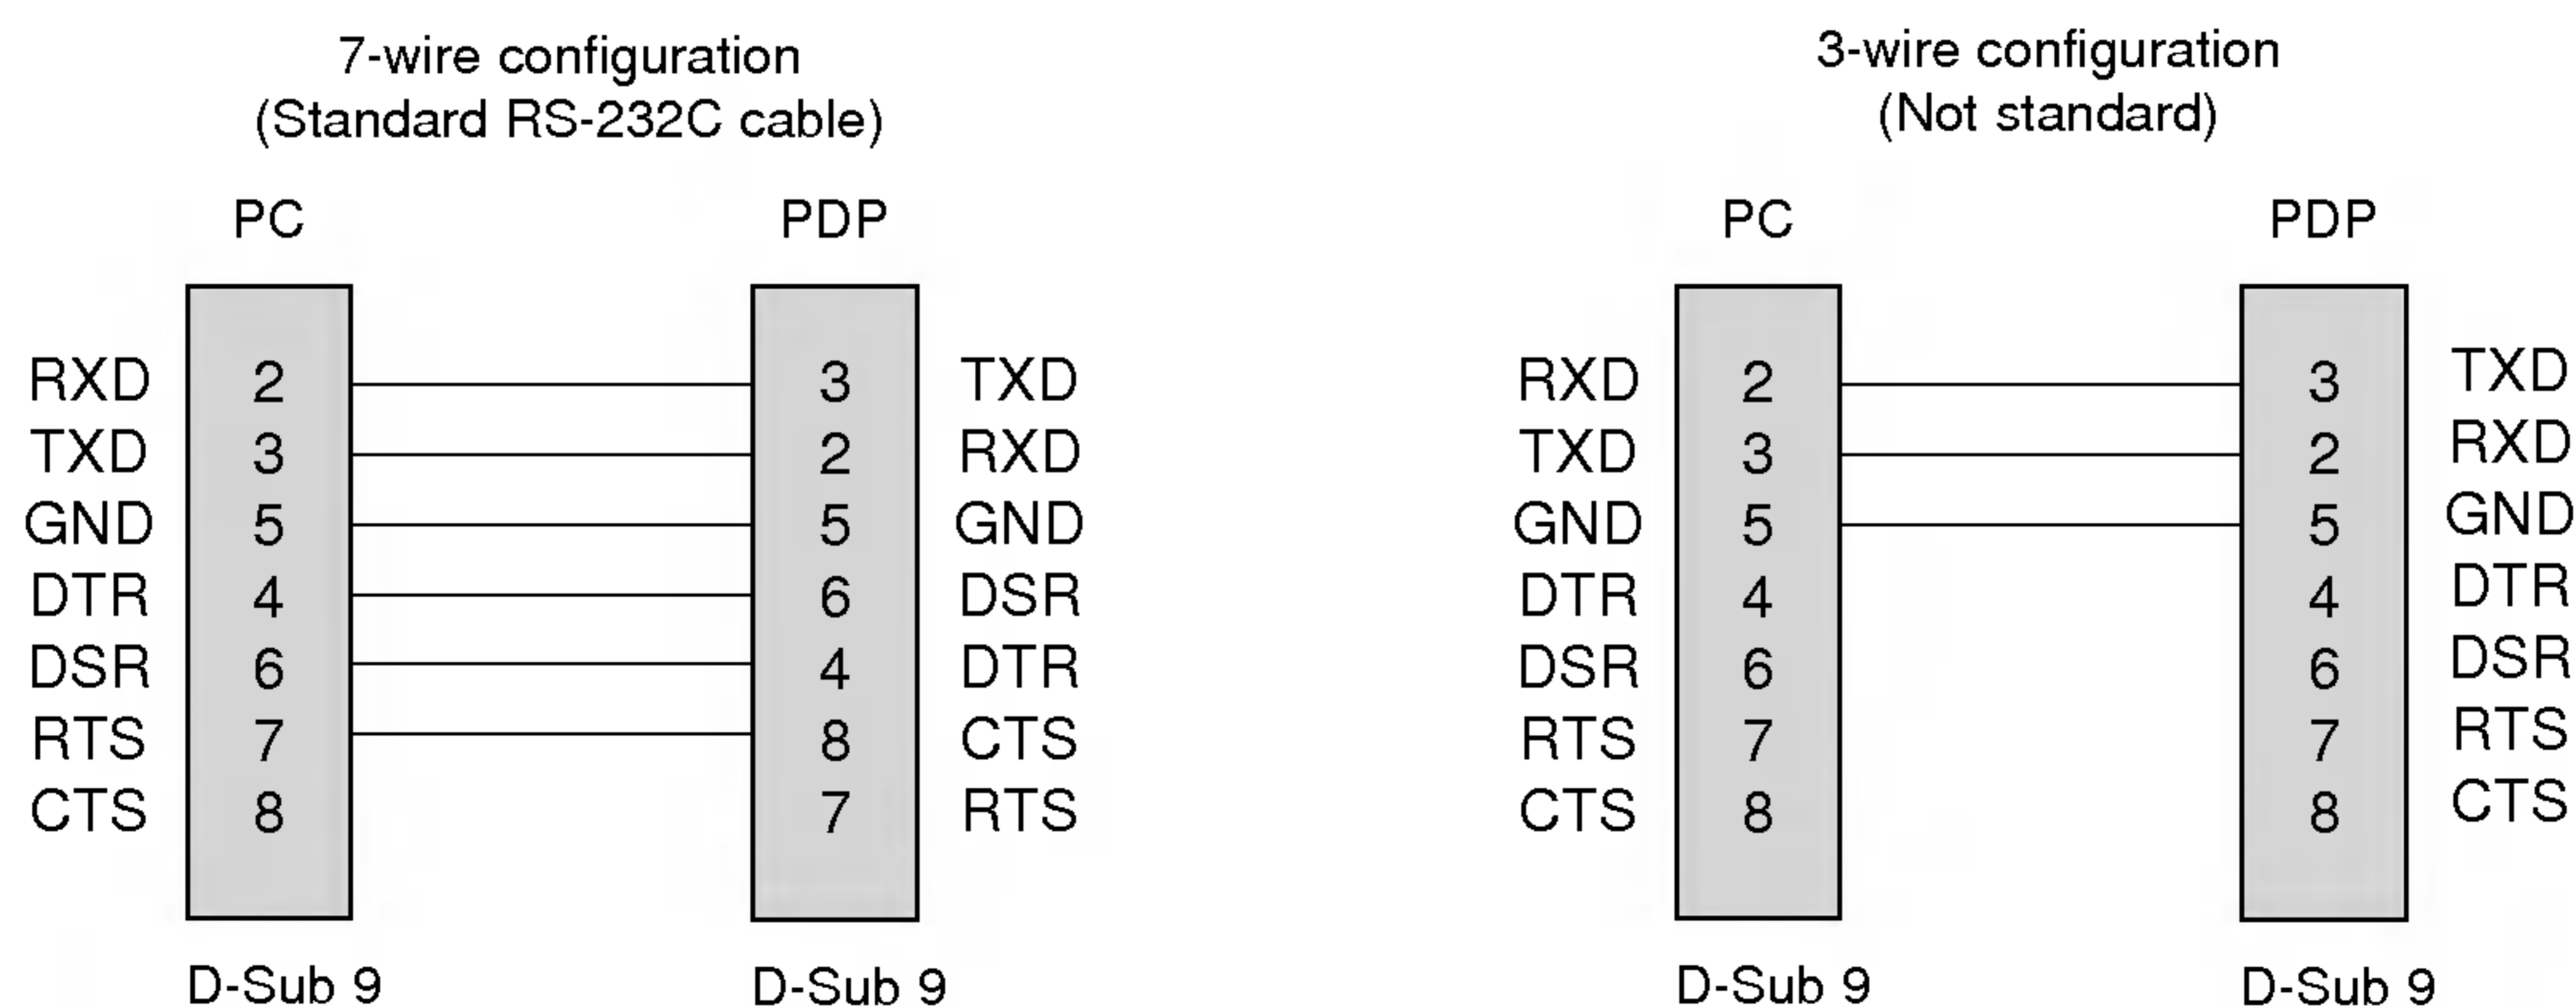 7-wire configuration
(Standard RS-232C cable)
PC PDP
RXD 2 3 TXD
TXD 3 2 RXD
GND 5 5 GND
DTR 4 6 DSR
DSR 6 4 DTR
RTS 7 8 CTS
CTS 8 7 RTS
D-Sub 9 D-Sub 9
3-wire configuration
(Not standard)
PC PDP
RXD 2 3 TXD
TXD 3 2 RXD
GND 5 5 GND
DTR 4 4 DTR
DSR 6 6 DSR
RTS 7 7 RTS
CTS 8 8 CTS
D-Sub 9 D-Sub 9